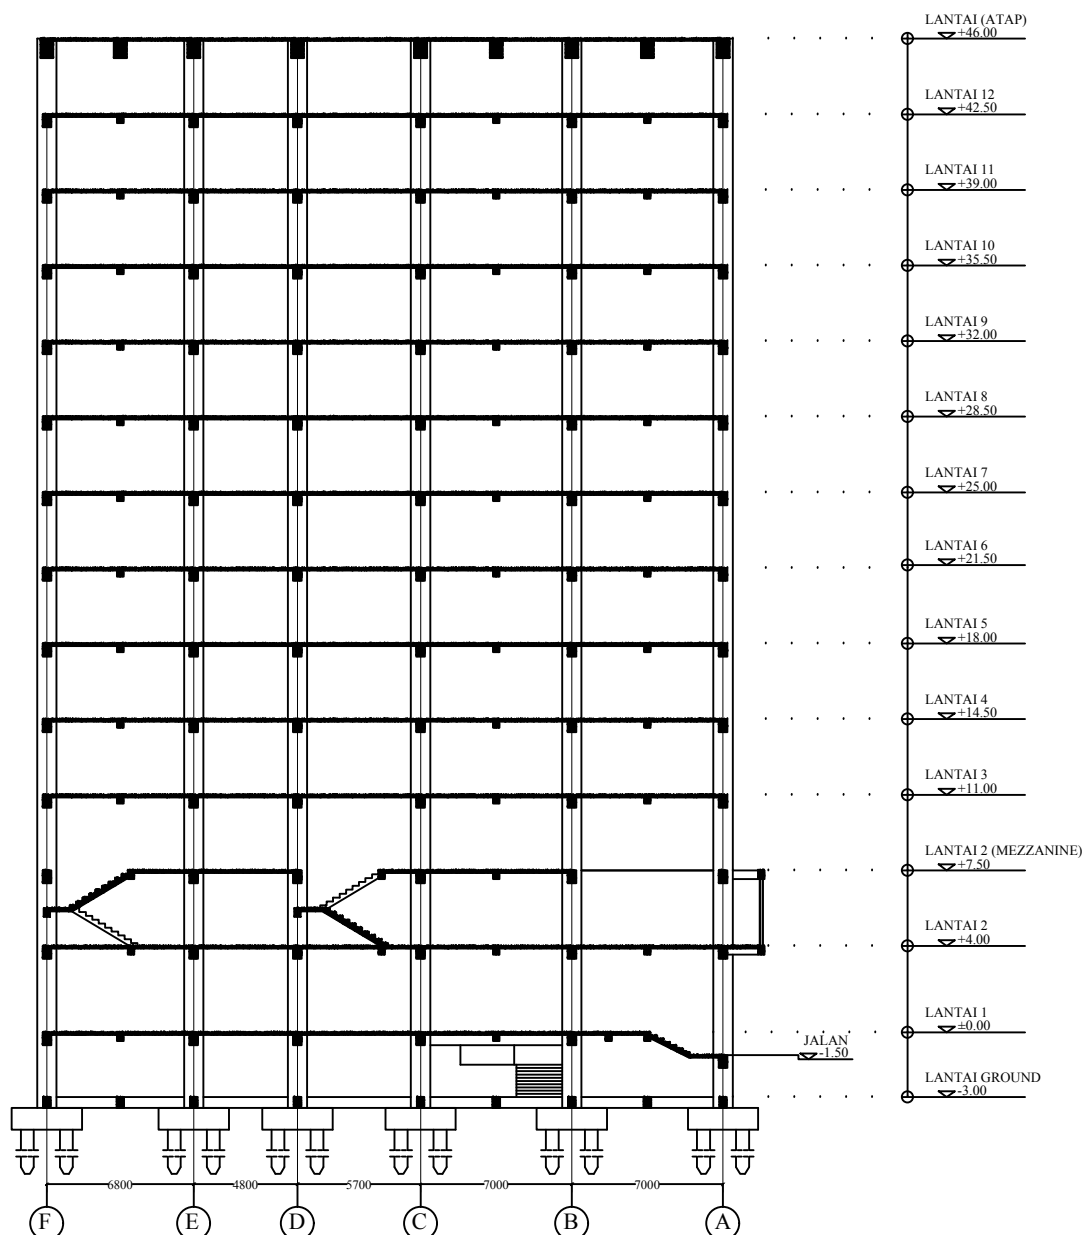 LANTAI (ATAP)
+46.00
LANTAI 12
+42.50
LANTAI 11
+39.00
LANTAI 10
+35.50
LANTAI 9
+32.00
LANTAI 8
+28.50
LANTAI 7
+25.00
LANTAI 6
+21.50
LANTAI 5
+18.00
LANTAI 4
+14.50
LANTAI 3
+11.00
LANTAI 2 (MEZZANINE)
+7.50
LANTAI 2
+4.00
LANTAI 1
±0.00
JALAN
-1.50
LANTAI GROUND
-3.00
6800 4800 5700 7000 7000
F E D C B A